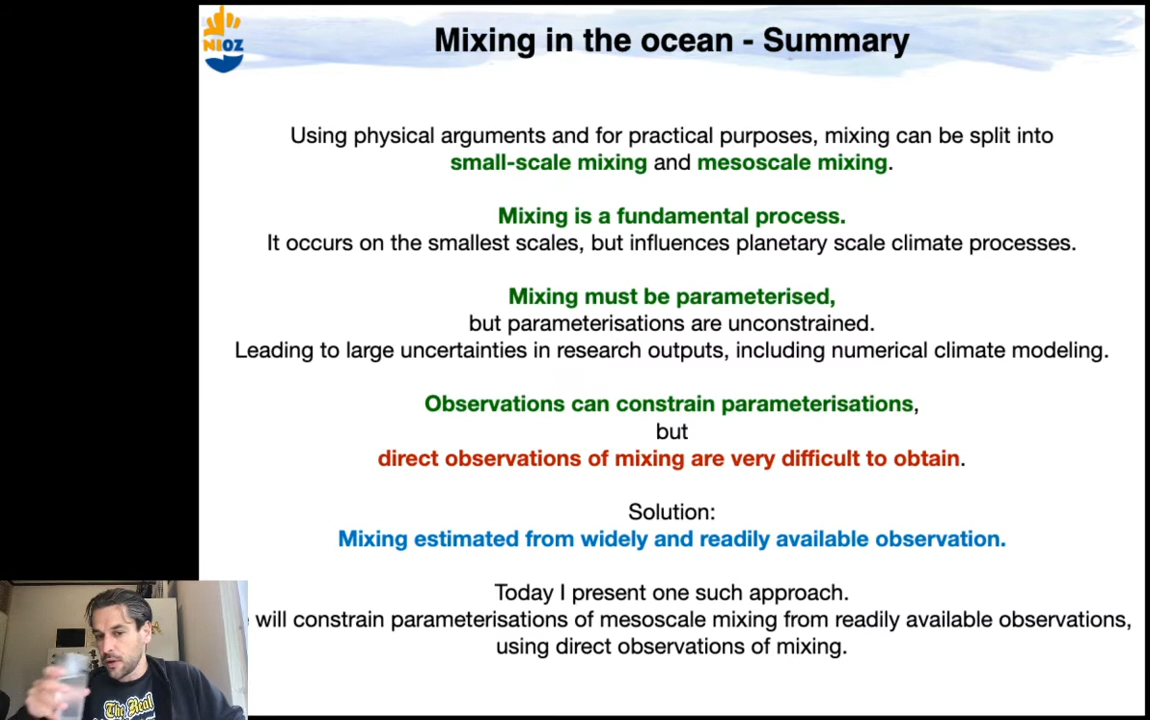 NIOZ
Mixing in the ocean - Summary
Using physical arguments and for practical purposes, mixing can be split into
small-scale mixing and mesoscale mixing.
Mixing is a fundamental process.
It occurs on the smallest scales, but influences planetary scale climate processes.
Mixing must be parameterised,
but parameterisations are unconstrained.
Leading to large uncertainties in research outputs, including numerical climate modeling.
Observations can constrain parameterisations,
but
direct observations of mixing are very difficult to obtain.
Solution:
Mixing estimated from widely and readily available observation.
Today I present one such approach.
will constrain parameterisations of mesoscale mixing from readily available observations,
using direct observations of mixing.
The Real